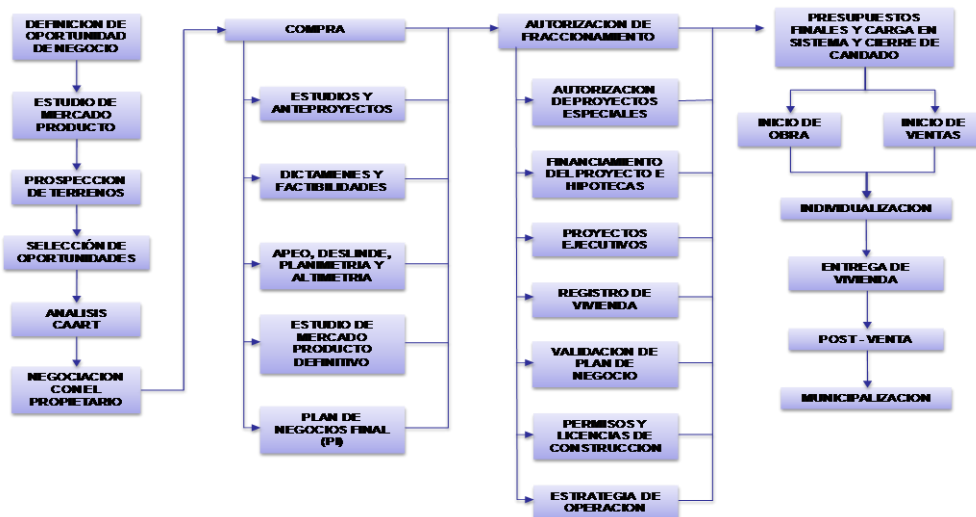 DEFINICION DE
OPORTUNIDAD
DE NEGOCIO
ESTUDIO DE
MERCADO
PRODUCTO
PROSPECCION
DE TERRENOS
SELECCIÓN DE
OPORTUNIDADES
ANALISIS
CAART
NEGOCIACION
CON EL
PROPIETARIO
COMPRA
ESTUDIOS Y
ANTEPROYECTOS
DICTAMENES Y
FACTIBILIDADES
APEO, DESLINDE,
PLANIMETRIA Y
ALTIMETRIA
ESTUDIO DE
MERCADO
PRODUCTO
DEFINITIVO
PLAN DE
NEGOCIOS FINAL
(PI)
AUTORIZACION DE
FRACCIONAMIENTO
AUTORIZACION
DE PROYECTOS
ESPECIALES
FINANCIAMIENTO
DEL PROYECTO E
HIPOTECAS
PROYECTOS
EJECUTIVOS
REGISTRO DE
VIVIENDA
VALIDACION DE
PLAN DE
NEGOCIO
PERMISOS Y
LICENCIAS DE
CONSTRUCCION
ESTRATEGIA DE
OPERACION
PRESUPUESTOS
FINALES Y CARGA EN
SISTEMA Y CIERRE DE
CANDADO
INICIO DE
OBRA
INICIO DE
VENTAS
INDIVIDUALIZACION
ENTREGA DE
VIVIENDA
POST - VENTA
MUNICIPALIZACION